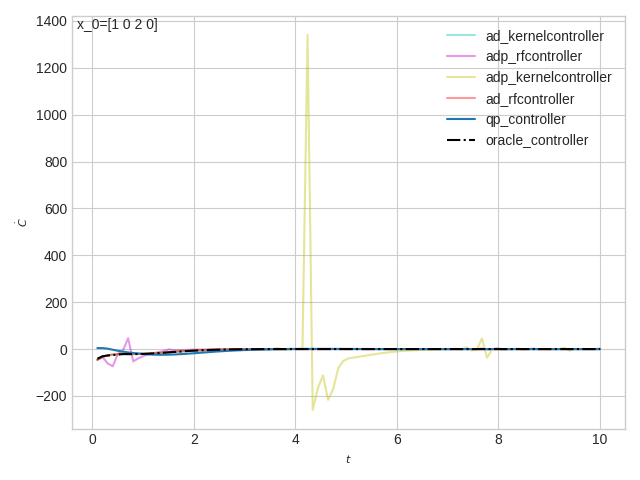 x_0=[1 0 2 0]
ad_kernelcontroller
adp_rfcontroller
adp_kernelcontroller
ad_rfcontroller
qp_controller
oracle_controller
1400
1200
1000
800
600
400
200
0
−200
Ċ
0 2 4 6 8 10
t